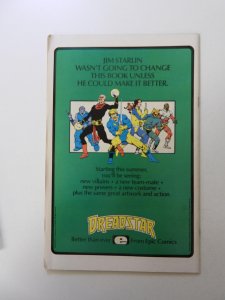 JIM STARLIN
WASN'T GOING TO CHANGE
THIS BOOK UNLESS
HE COULD MAKE IT BETTER.
Starting this summer,
you'll be seeing:
new villains • a new team-mate •
new powers • a new costume •
plus the same great artwork and action.
DREADSTAR
Better than ever From Epic Comics